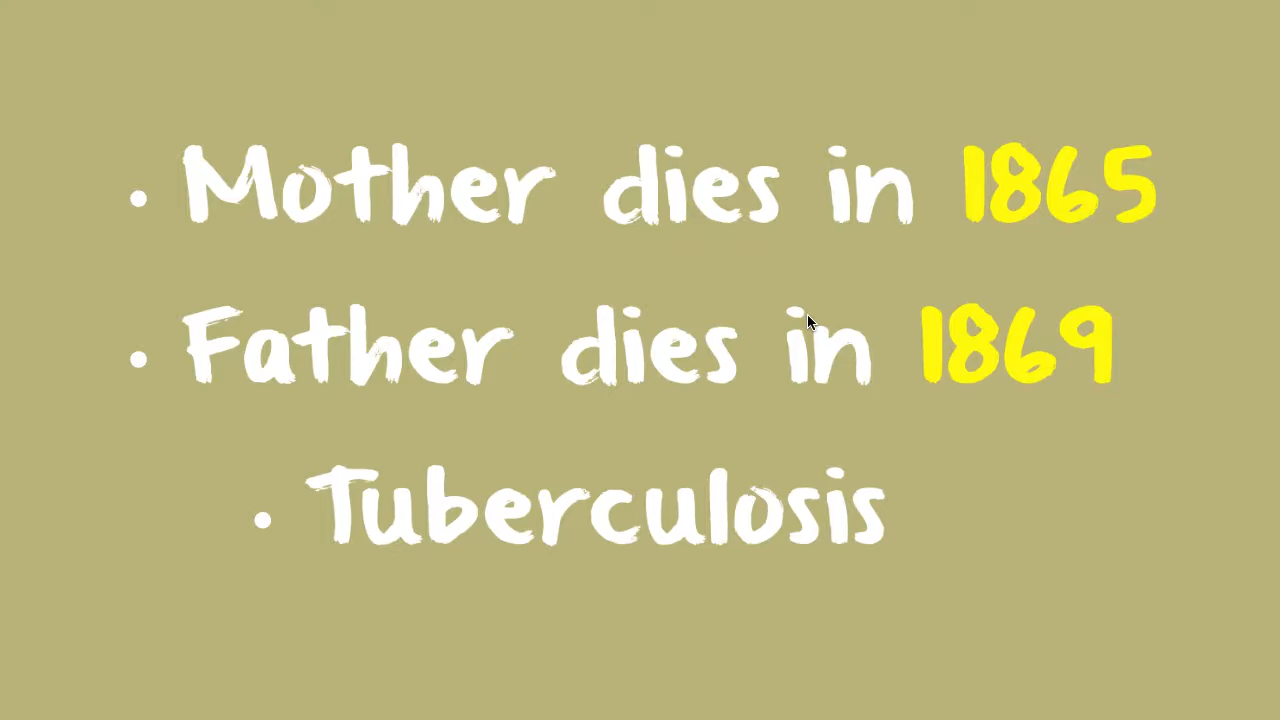 • Mother dies in 1865
• Father dies in 1869
• Tuberculosis